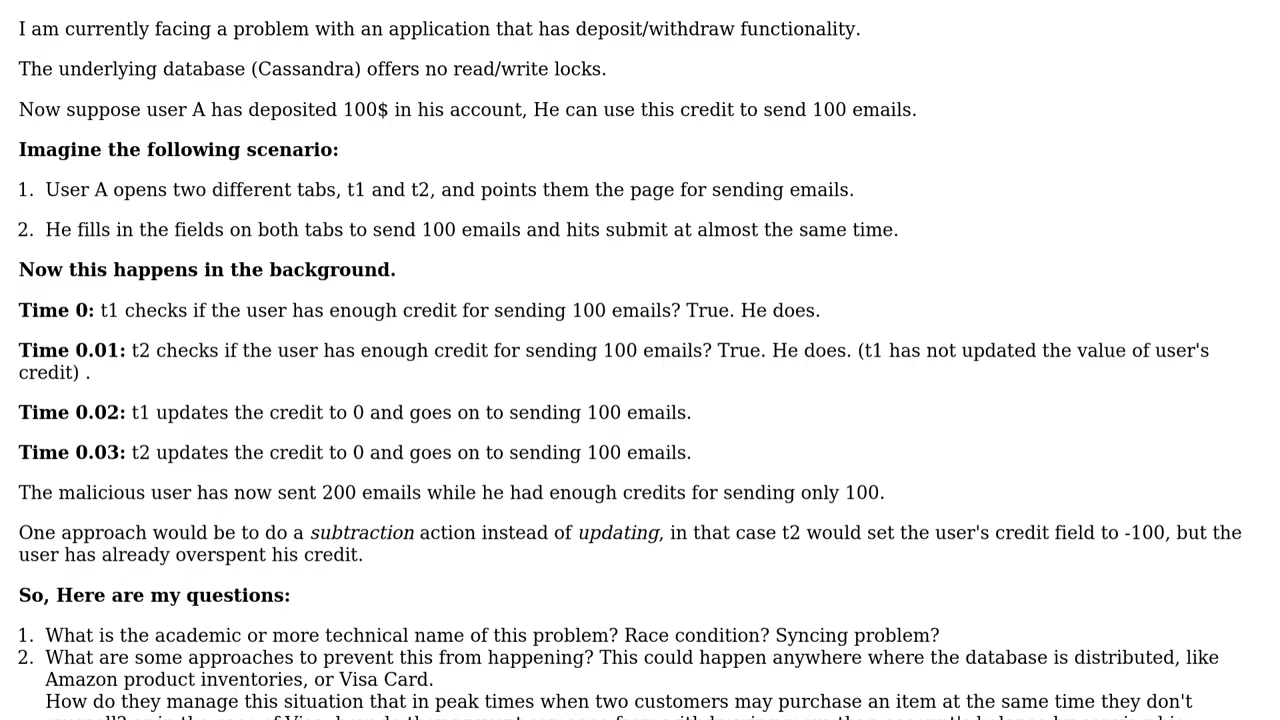 I am currently facing a problem with an application that has deposit/withdraw functionality.
The underlying database (Cassandra) offers no read/write locks.
Now suppose user A has deposited 100$ in his account, He can use this credit to send 100 emails.
Imagine the following scenario:
1. User A opens two different tabs, t1 and t2, and points them the page for sending emails.
2. He fills in the fields on both tabs to send 100 emails and hits submit at almost the same time.
Now this happens in the background.
Time 0: t1 checks if the user has enough credit for sending 100 emails? True. He does.
Time 0.01: t2 checks if the user has enough credit for sending 100 emails? True. He does. (t1 has not updated the value of user's
credit) .
Time 0.02: t1 updates the credit to 0 and goes on to sending 100 emails.
Time 0.03: t2 updates the credit to 0 and goes on to sending 100 emails.
The malicious user has now sent 200 emails while he had enough credits for sending only 100.
One approach would be to do a subtraction action instead of updating, in that case t2 would set the user's credit field to -100, but the
user has already overspent his credit.
So, Here are my questions:
1. What is the academic or more technical name of this problem? Race condition? Syncing problem?
2. What are some approaches to prevent this from happening? This could happen anywhere where the database is distributed, like
Amazon product inventories, or Visa Card.
How do they manage this situation that in peak times when two customers may purchase an item at the same time they don't